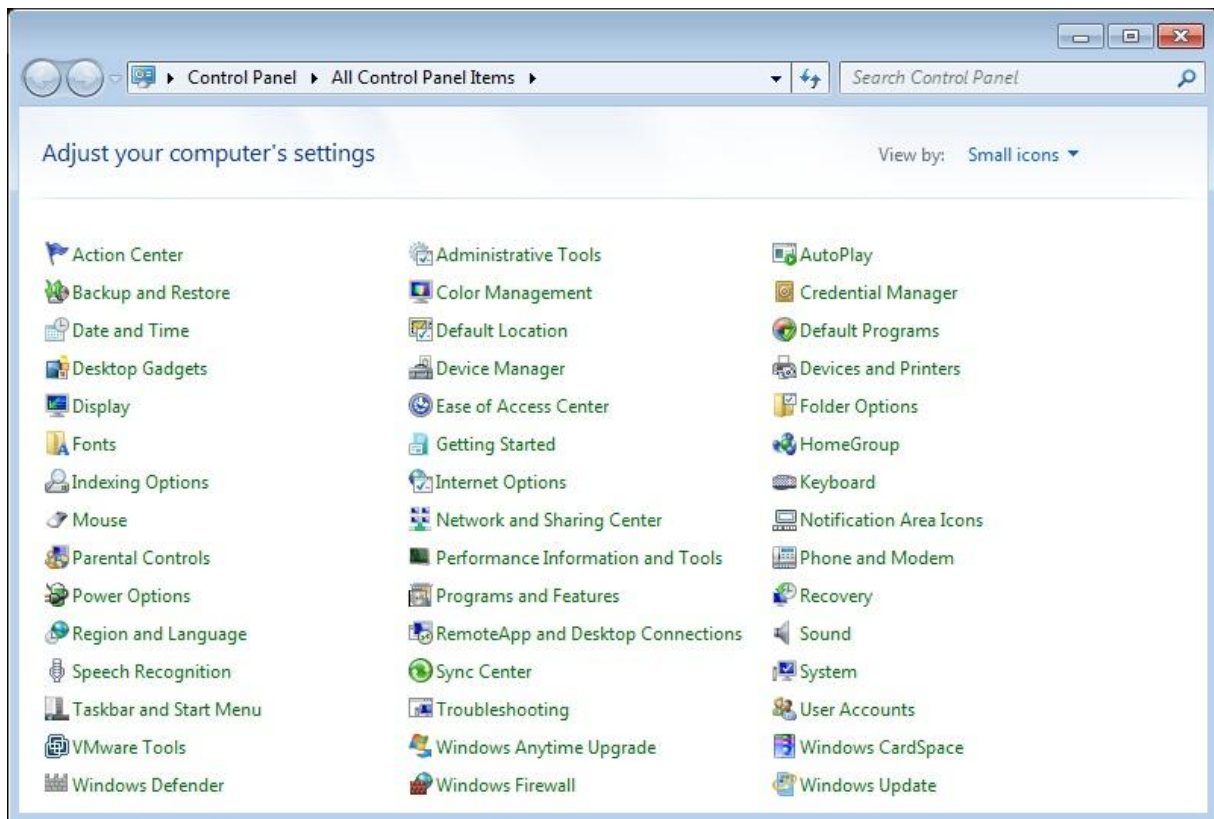 Control Panel ▸ All Control Panel Items ▸ Search Control Panel
Adjust your computer's settings View by: Small icons
Action Center Administrative Tools AutoPlay
Backup and Restore Color Management Credential Manager
Date and Time Default Location Default Programs
Desktop Gadgets Device Manager Devices and Printers
Display Ease of Access Center Folder Options
Fonts Getting Started HomeGroup
Indexing Options Internet Options Keyboard
Mouse Network and Sharing Center Notification Area Icons
Parental Controls Performance Information and Tools Phone and Modem
Power Options Programs and Features Recovery
Region and Language RemoteApp and Desktop Connections Sound
Speech Recognition Sync Center System
Taskbar and Start Menu Troubleshooting User Accounts
VMware Tools Windows Anytime Upgrade Windows CardSpace
Windows Defender Windows Firewall Windows Update